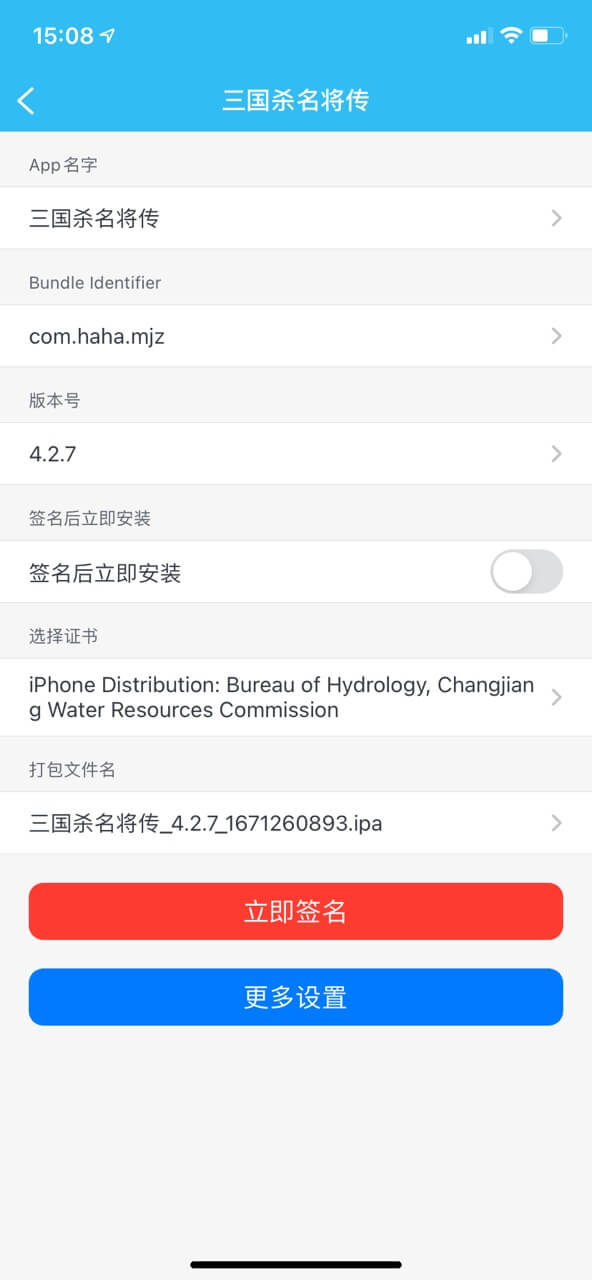 15:08
三国杀名将传
App名字
三国杀名将传
Bundle Identifier
com.haha.mjz
版本号
4.2.7
签名后立即安装
签名后立即安装
选择证书
iPhone Distribution: Bureau of Hydrology, Changjian
g Water Resources Commission
打包文件名
三国杀名将传_4.2.7_1671260893.ipa
立即签名
更多设置